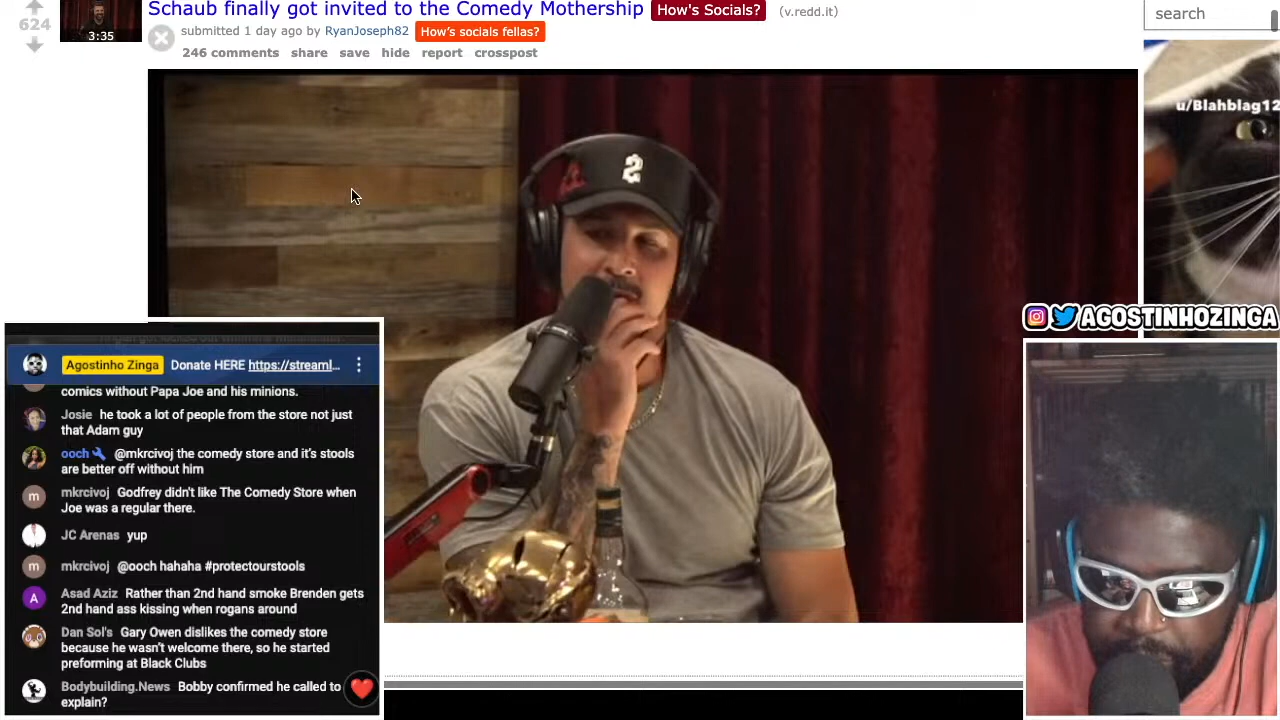 Schaub finally got invited to the Comedy Mothership How's Socials? (v.redd.it)
624
3:35
submitted 1 day ago by RyanJoseph82 How's socials fellas?
246 comments share save hide report crosspost
search
u/Blahblag12
2
AGOSTINHOZINGA
Agostinho Zinga Donate HERE https://streaml...
comics without Papa Joe and his minions.
Josie he took a lot of people from the store not just
that Adam guy
ooch @mkrcivoj the comedy store and it's stools
are better off without him
m mkrcivoj Godfrey didn't like The Comedy Store when
Joe was a regular there.
JC Arenas yup
m mkrcivoj @ooch hahaha #protectourstools
A Asad Aziz Rather than 2nd hand smoke Brenden gets
2nd hand ass kissing when rogans around
Dan Sol's Gary Owen dislikes the comedy store
because he wasn't welcome there, so he started
preforming at Black Clubs
Bodybuilding.News Bobby confirmed he called to
explain?